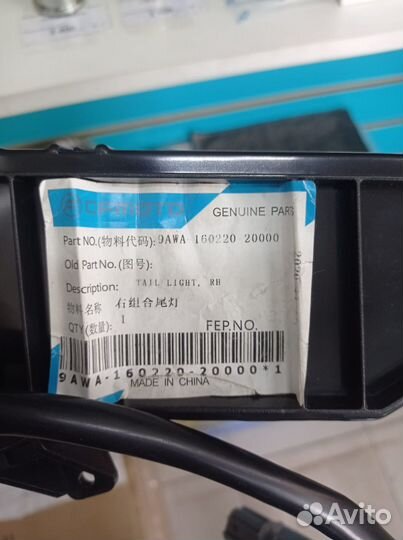 CFMOTO GENUINE PARTS
Part NO.(物料代码):9AWA-160220-20000
Old Part No.(图号):
Description: TAIL LIGHT, RH
物料名称 右组合尾灯
QTY(数量): 1 FEP.NO.
9AWA-160220-20000*1
MADE IN CHINA
Avito